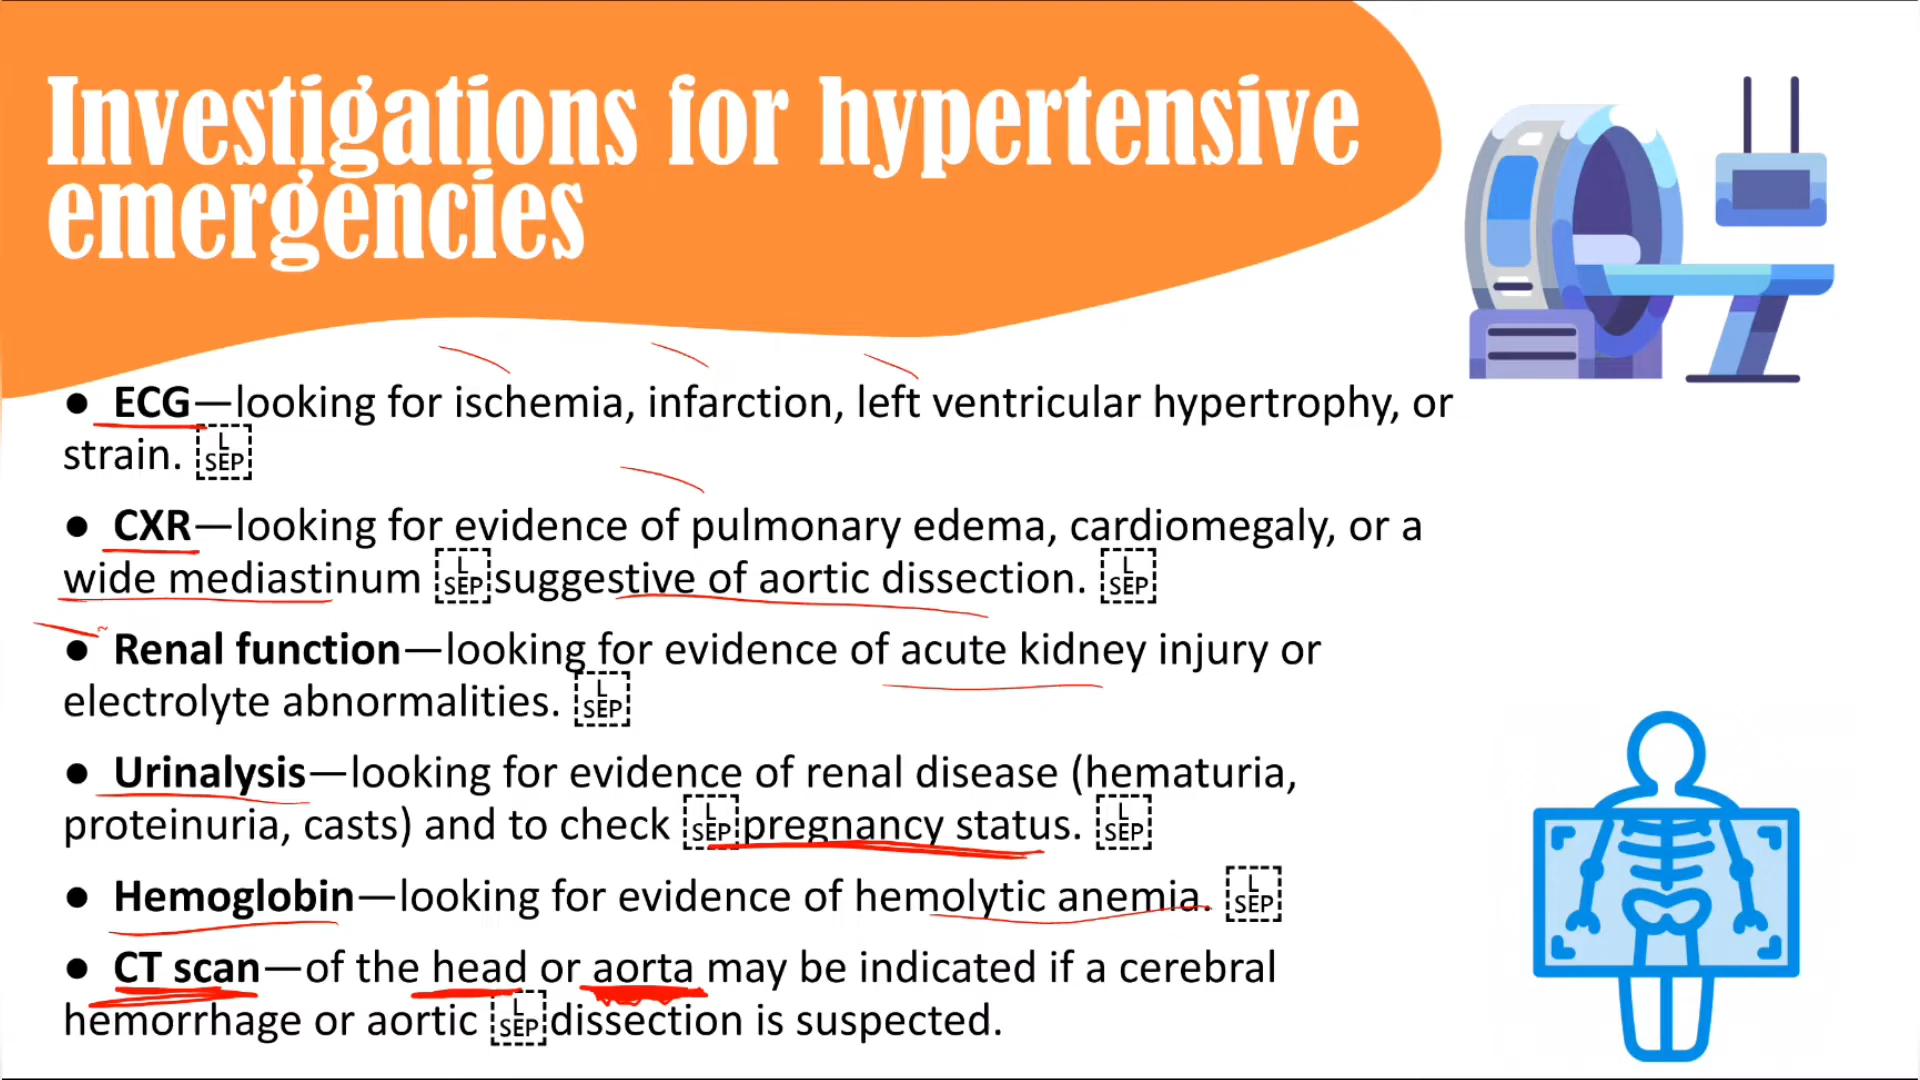 Investigations for hypertensive
emergencies
● ECG—looking for ischemia, infarction, left ventricular hypertrophy, or
strain. L SEP
● CXR—looking for evidence of pulmonary edema, cardiomegaly, or a
wide mediastinum L SEP suggestive of aortic dissection. L SEP
● Renal function—looking for evidence of acute kidney injury or
electrolyte abnormalities. L SEP
● Urinalysis—looking for evidence of renal disease (hematuria,
proteinuria, casts) and to check L SEP pregnancy status. L SEP
● Hemoglobin—looking for evidence of hemolytic anemia. L SEP
● CT scan—of the head or aorta may be indicated if a cerebral
hemorrhage or aortic L SEP dissection is suspected.